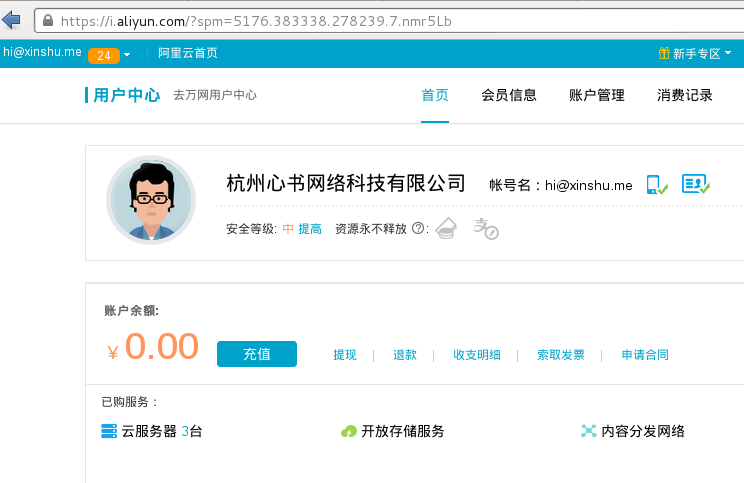 https://i.aliyun.com/?spm=5176.383338.278239.7.nmr5Lb
hi@xinshu.me 24 阿里云首页 新手专区
用户中心 去万网用户中心 首页 会员信息 账户管理 消费记录
杭州心书网络科技有限公司 帐号名：hi@xinshu.me
安全等级: 中 提高 资源永不释放 ?:
账户余额:
¥ 0.00 充值 提现 | 退款 | 收支明细 | 索取发票 | 申请合同
已购服务：
云服务器 3台 开放存储服务 内容分发网络